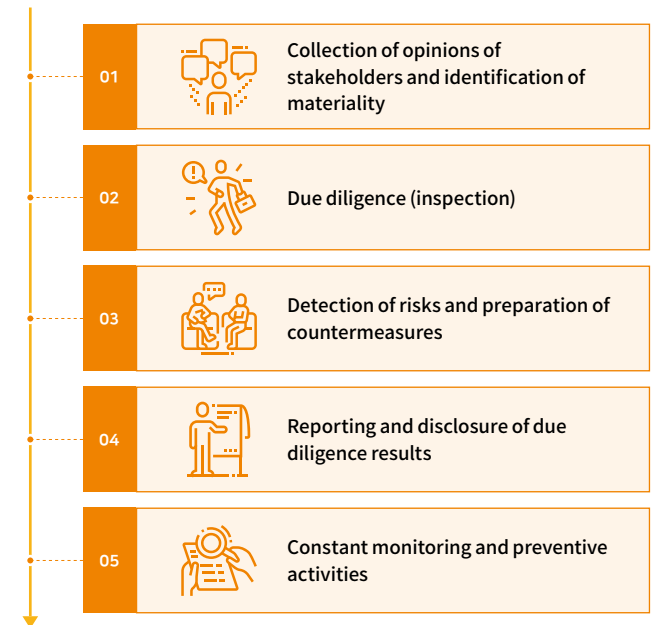 01
Collection of opinions of
stakeholders and identification of
materiality
02
Due diligence (inspection)
03
Detection of risks and preparation of
countermeasures
04
Reporting and disclosure of due
diligence results
05
Constant monitoring and preventive
activities